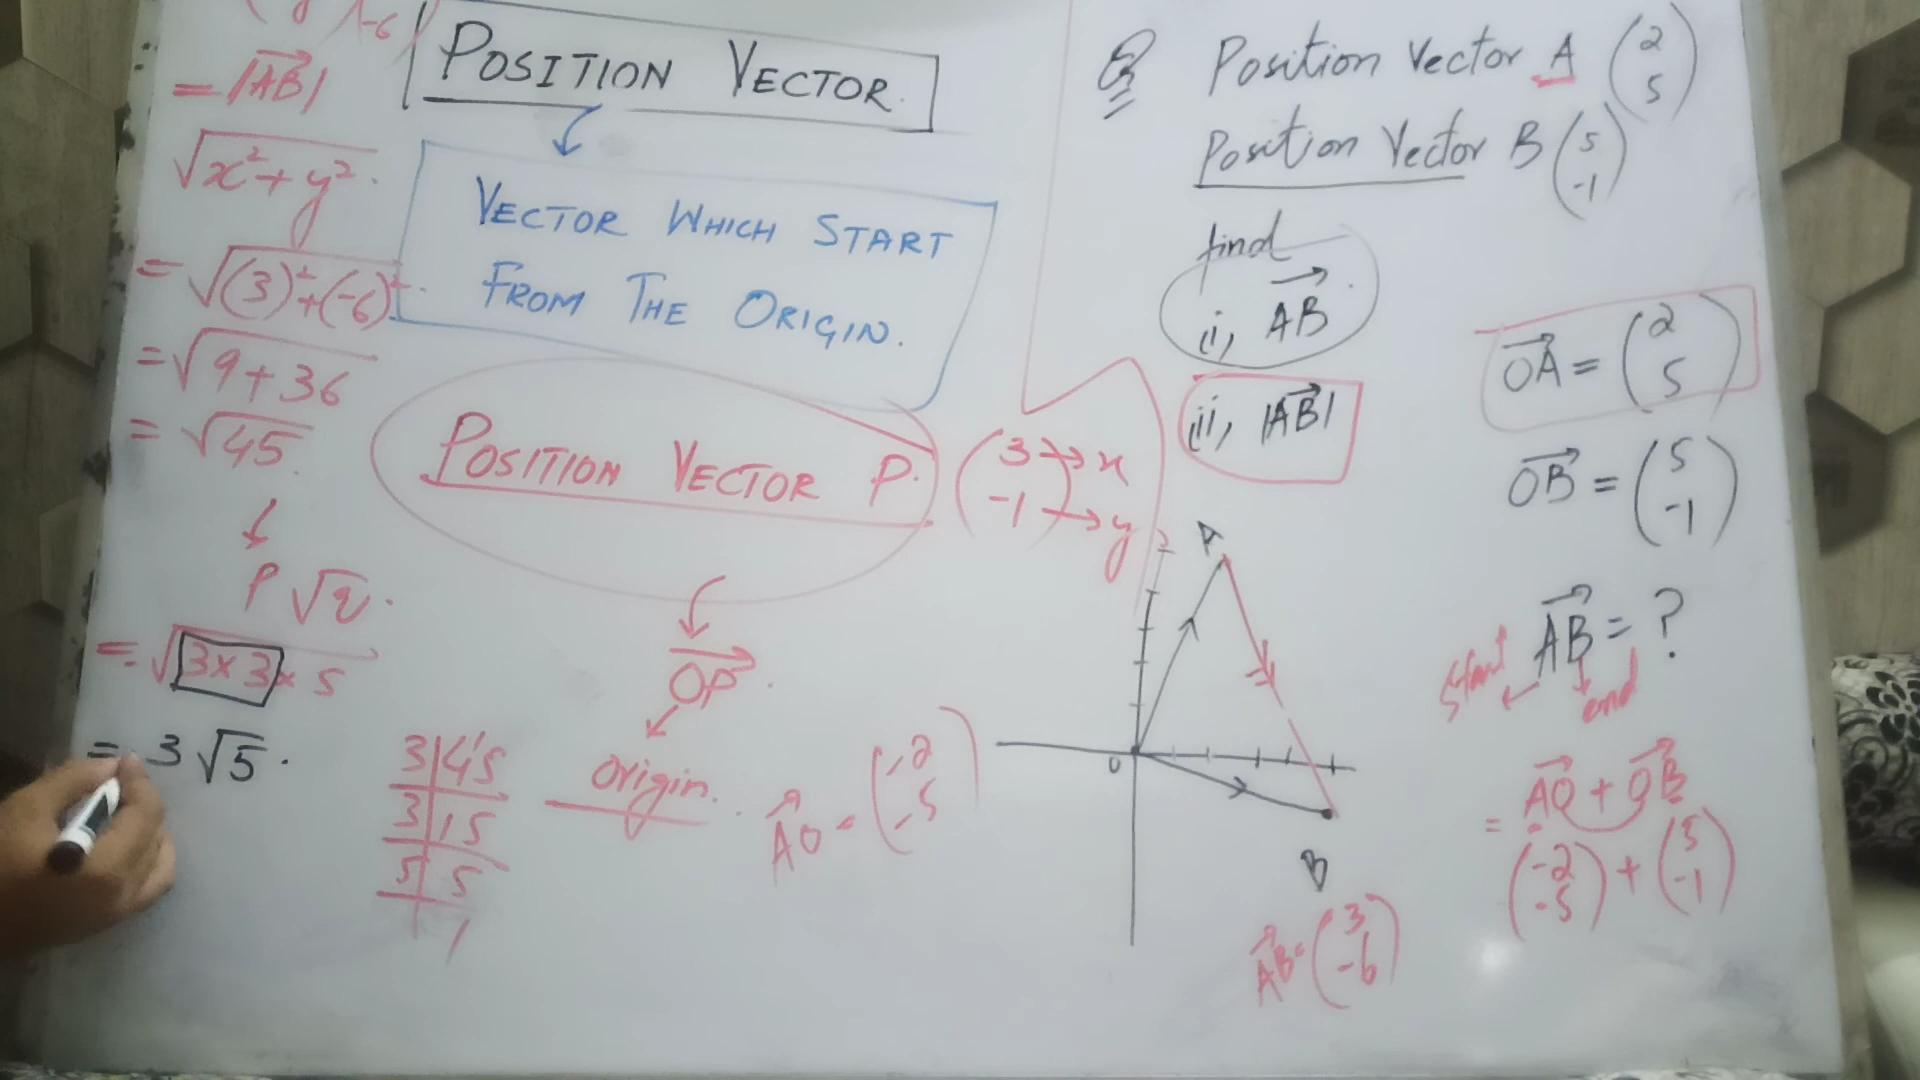 -6)
= |AB|
√x²+y².
= √(3)²+(-6)².
= √9+36
= √45.
P√q.
= √3×3×5
= 3√5.
3|45
3|15
5|5
1
POSITION VECTOR.
VECTOR WHICH START
FROM THE ORIGIN.
POSITION VECTOR P. (3 → x
-1 → y)
OP.
origin.
AO = (-2
-5)
Q Position Vector A (2
5)
Position Vector B (5
-1)
find
(i, AB.
(ii, |AB|
OA = (2
5)
OB = (5
-1)
AB = ?
start
end
= AO + OB
(-2
-5) + (5
-1)
A
O
B
AB = (3
-6)